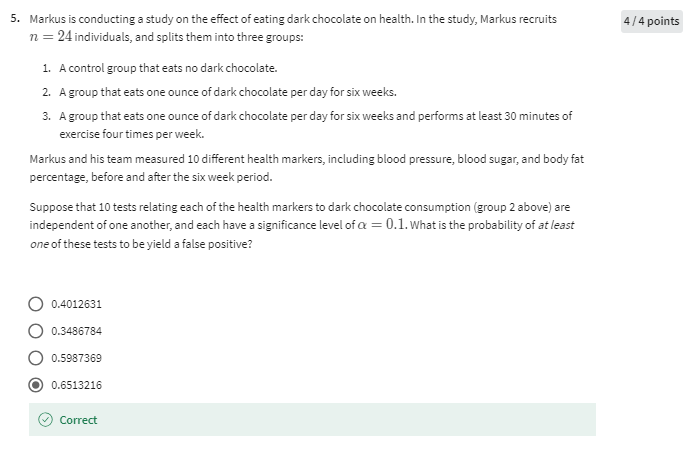 5. Markus is conducting a study on the effect of eating dark chocolate on health. In the study, Markus recruits
4 / 4 points
n = 24 individuals, and splits them into three groups:
1. A control group that eats no dark chocolate.
2. A group that eats one ounce of dark chocolate per day for six weeks.
3. A group that eats one ounce of dark chocolate per day for six weeks and performs at least 30 minutes of
exercise four times per week.
Markus and his team measured 10 different health markers, including blood pressure, blood sugar, and body fat
percentage, before and after the six week period.
Suppose that 10 tests relating each of the health markers to dark chocolate consumption (group 2 above) are
independent of one another, and each have a significance level of α = 0.1. What is the probability of at least
one of these tests to be yield a false positive?
0.4012631
0.3486784
0.5987369
0.6513216
Correct